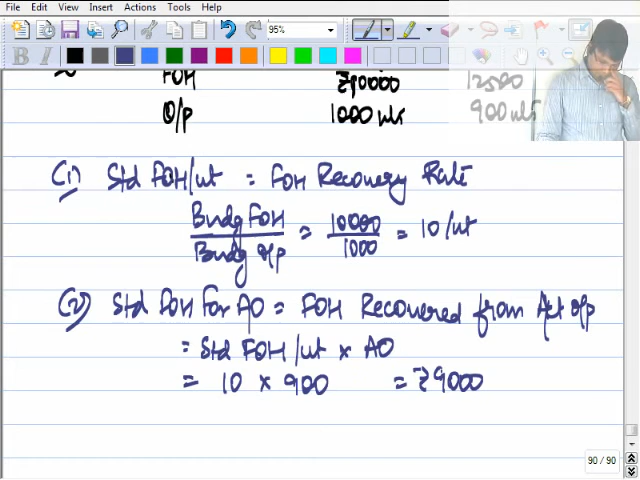 File Edit View Insert Actions Tools Help
95%
B I
FOH ₹10000 12500
O/p 1000 uts 900 uts
(1) Std FOH/ut = FOH Recovery Rate
Budg FOH / Budg o/p = 10000 / 1000 = 10/ut
(2) Std FOH for AO = FOH Recovered from Act o/p
= Std FOH/ut × AO
= 10 × 900 = ₹9000
90 / 90